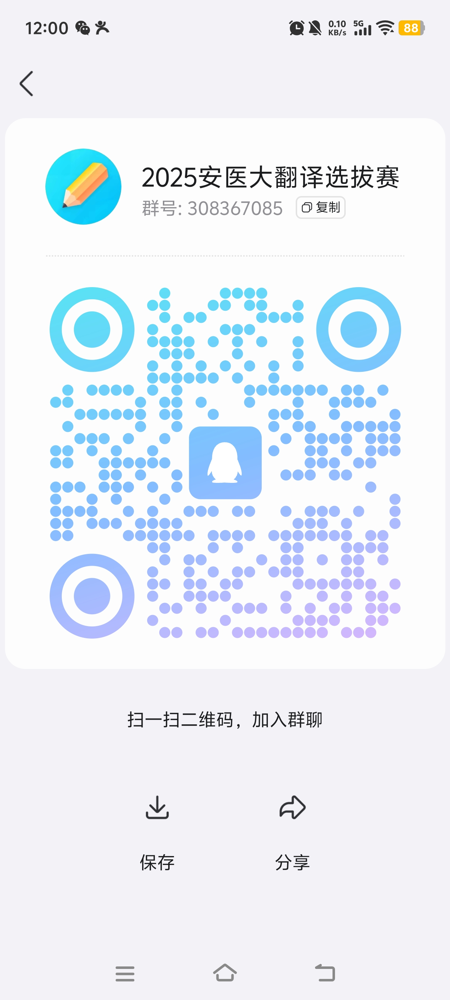 12:00
0.10 KB/s
5G
88
2025安医大翻译选拔赛
群号: 308367085
复制
扫一扫二维码，加入群聊
保存
分享